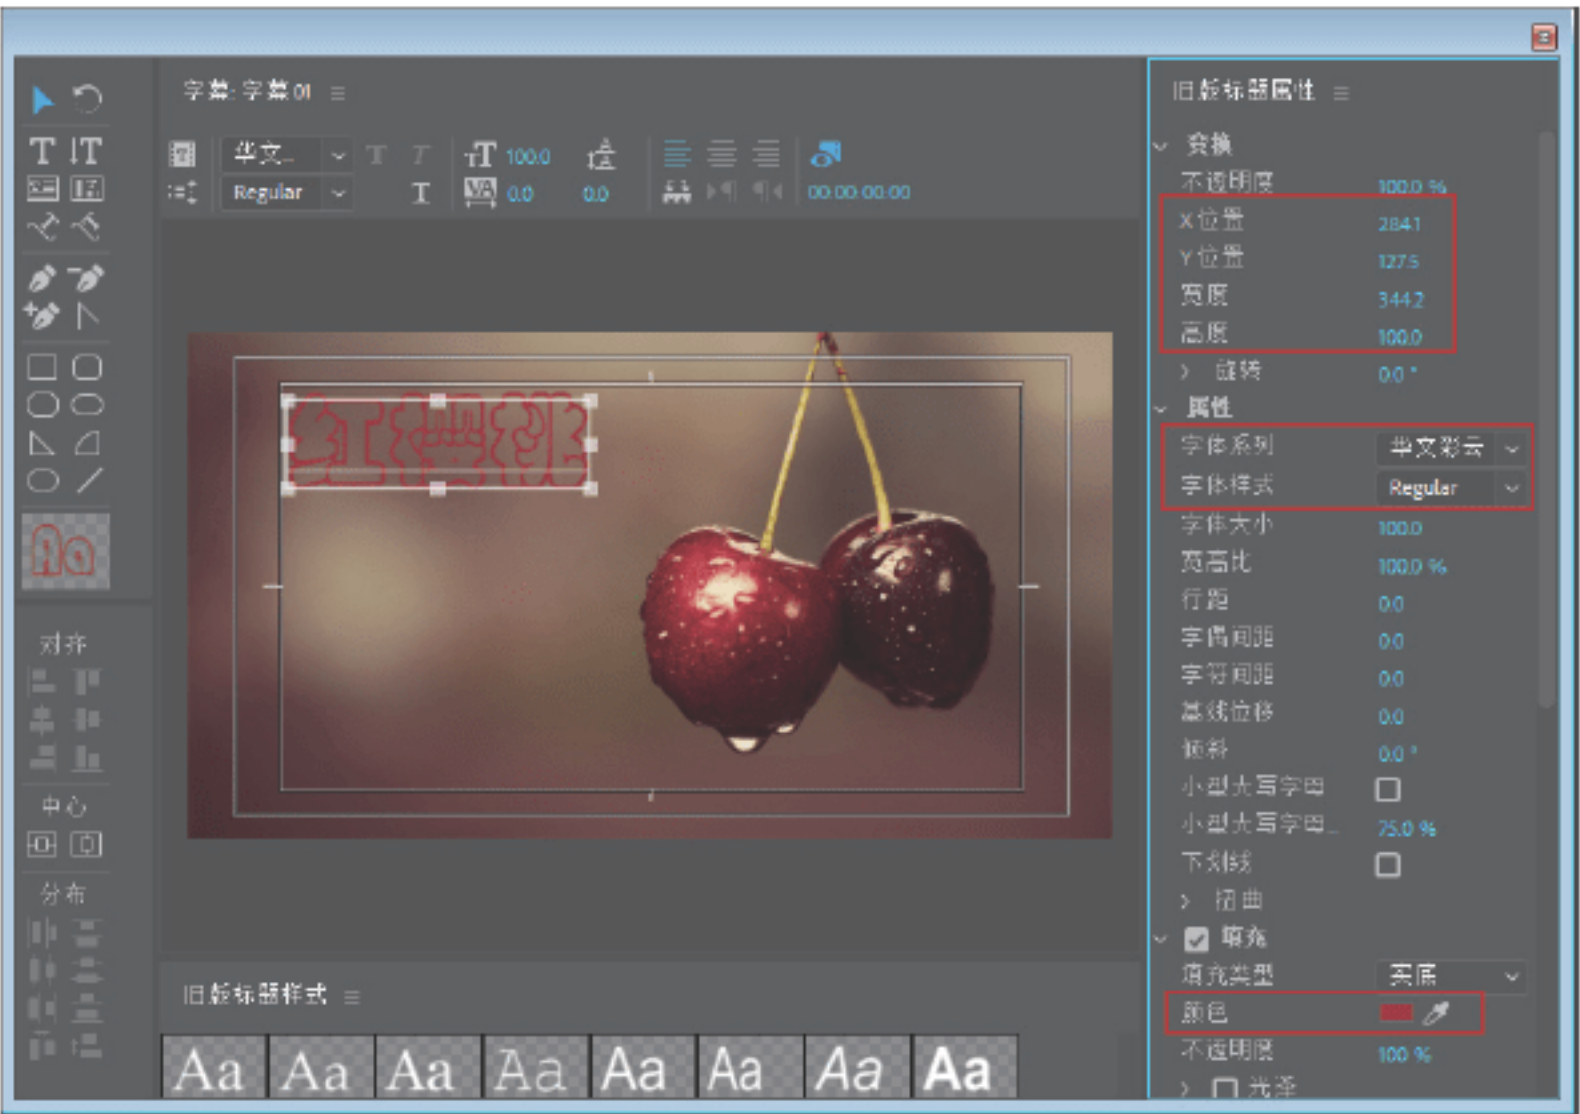 字幕: 字幕 01
华文...
100.0
Regular
0.0
0.0
00:00:00:00
对齐
中心
分布
红樱桃
旧版标题样式
Aa Aa Aa Aa Aa Aa Aa Aa
旧版标题属性
变换
不透明度 100.0 %
X 位置 284.1
Y 位置 127.5
宽度 344.2
高度 100.0
旋转 0.0 °
属性
字体系列 华文彩云
字体样式 Regular
字体大小 100.0
宽高比 100.0 %
行距 0.0
字偶间距 0.0
字符间距 0.0
基线位移 0.0
倾斜 0.0 °
小型大写字母
小型大写字母... 75.0 %
下划线
扭曲
填充
填充类型 实底
颜色
不透明度 100 %
光泽